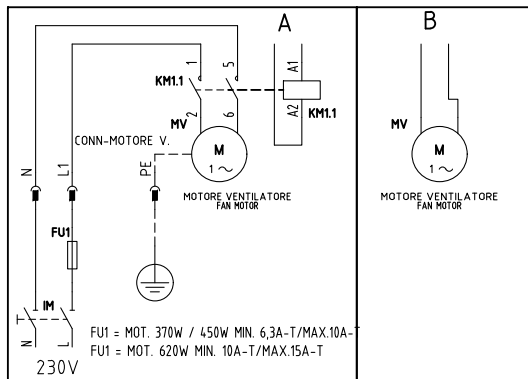 A
B
1
5
KM1.1
A1
A2
KM1.1
2
6
MV
MV
CONN-MOTORE V.
M
1~
M
1~
N
L1
PE
MOTORE VENTILATORE
FAN MOTOR
MOTORE VENTILATORE
FAN MOTOR
FU1
IM
N
L
FU1 = MOT. 370W / 450W MIN. 6,3A-T/MAX.10A-T
FU1 = MOT. 620W MIN. 10A-T/MAX.15A-T
230V